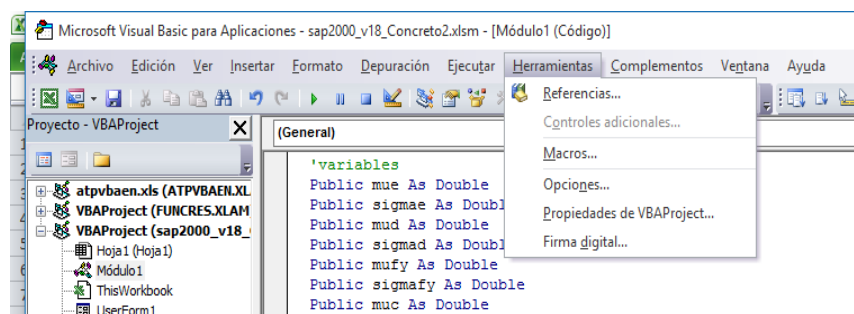 Microsoft Visual Basic para Aplicaciones - sap2000_v18_Concreto2.xlsm - [Módulo1 (Código)]
Archivo Edición Ver Insertar Formato Depuración Ejecutar Herramientas Complementos Ventana Ayuda
Referencias...
Controles adicionales...
Macros...
Opciones...
Propiedades de VBAProject...
Firma digital...
Proyecto - VBAProject
atpvbaen.xls (ATPVBAEN.XL
VBAProject (FUNCRES.XLAM
VBAProject (sap2000_v18_
Hoja1 (Hoja1)
Módulo1
ThisWorkbook
UserForm1
(General)
'variables
Public mue As Double
Public sigmae As Doubl
Public mud As Double
Public sigmad As Doubl
Public mufy As Double
Public sigmafy As Double
Public muc As Double